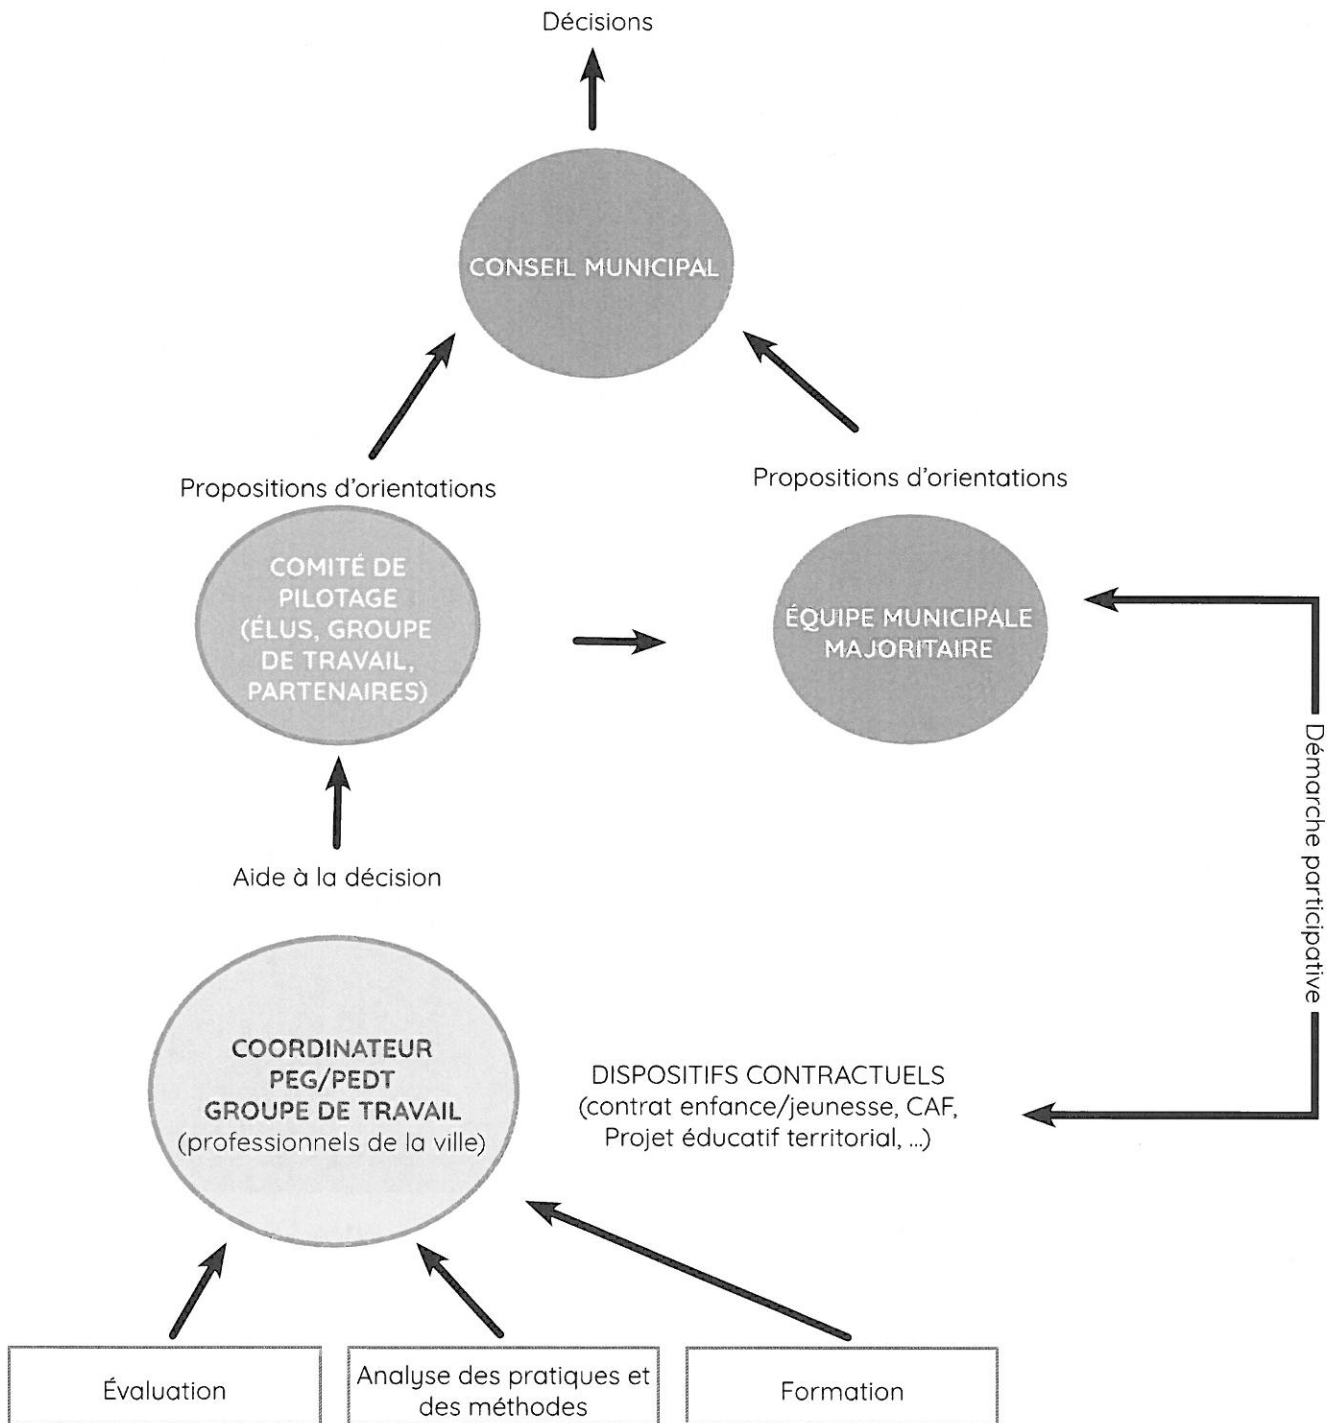 Décisions
CONSEIL MUNICIPAL
Propositions d'orientations
Propositions d'orientations
COMITÉ DE
PILOTAGE
(ÉLUS, GROUPE
DE TRAVAIL,
PARTENAIRES)
ÉQUIPE MUNICIPALE
MAJORITAIRE
Démarche participative
Aide à la décision
COORDINATEUR
PEG/PEDT
GROUPE DE TRAVAIL
(professionnels de la ville)
DISPOSITIFS CONTRACTUELS
(contrat enfance/jeunesse, CAF,
Projet éducatif territorial, ...)
Évaluation
Analyse des pratiques et
des méthodes
Formation